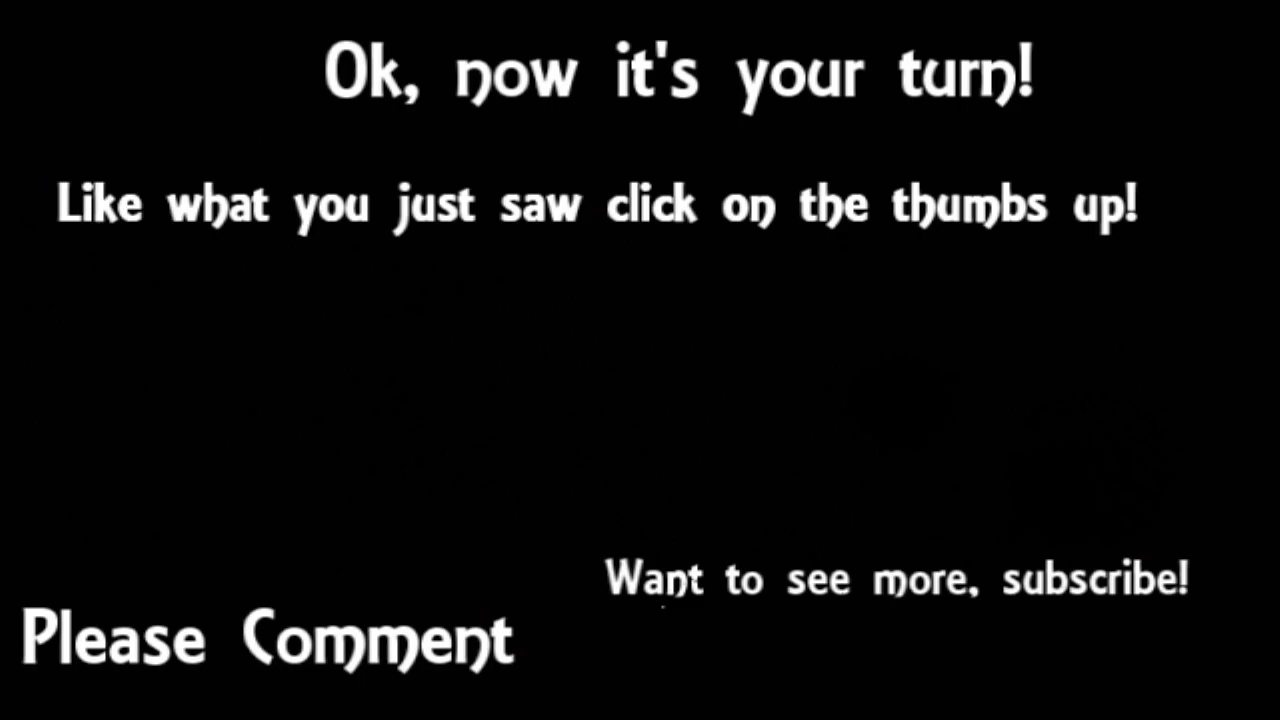 Ok, now it's your turn!
Like what you just saw click on the thumbs up!
Want to see more, subscribe!
Please Comment